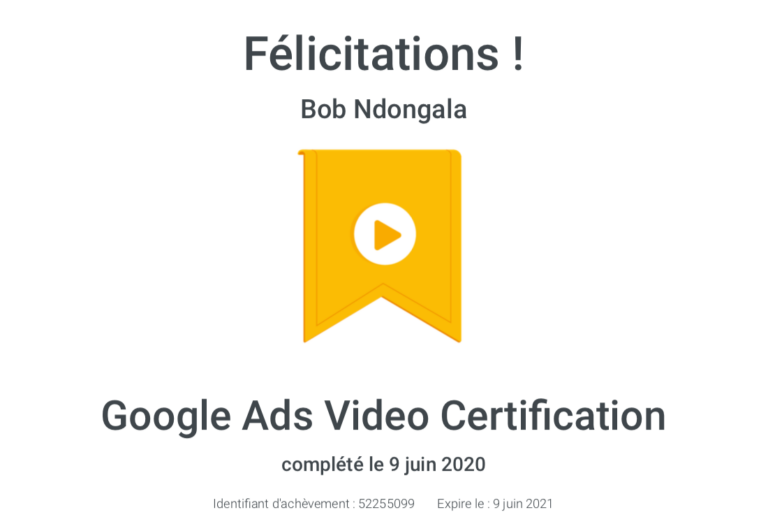 Félicitations !
Bob Ndongala
Google Ads Video Certification
complété le 9 juin 2020
Identifiant d'achèvement : 52255099 Expire le : 9 juin 2021